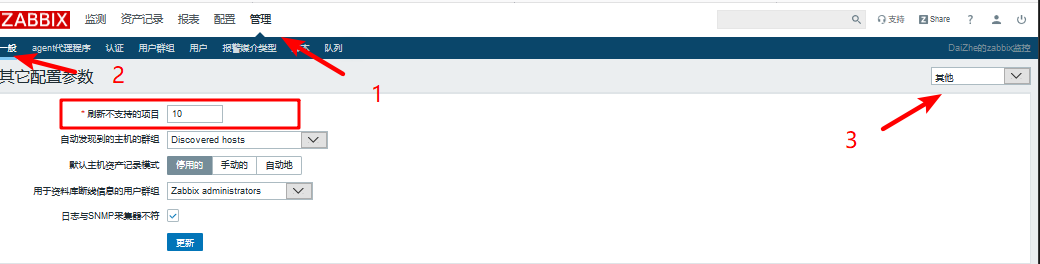 ZABBIX 监测 资产记录 报表 配置 管理 支持 Z Share ?
一般 agent代理程序 认证 用户群组 用户 报警媒介类型 本 队列 DaiZhe的zabbix监控
其它配置参数 2 1 其他
3
* 刷新不支持的项目 10
自动发现到的主机的群组 Discovered hosts
默认主机资产记录模式 停用的 手动的 自动地
用于资料库断线信息的用户群组 Zabbix administrators
日志与SNMP采集器不符
更新